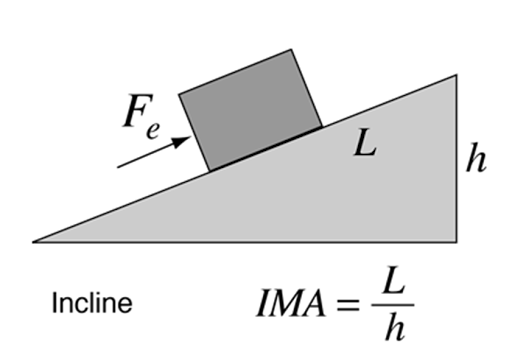 F_e
L
h
Incline
IMA = L/h